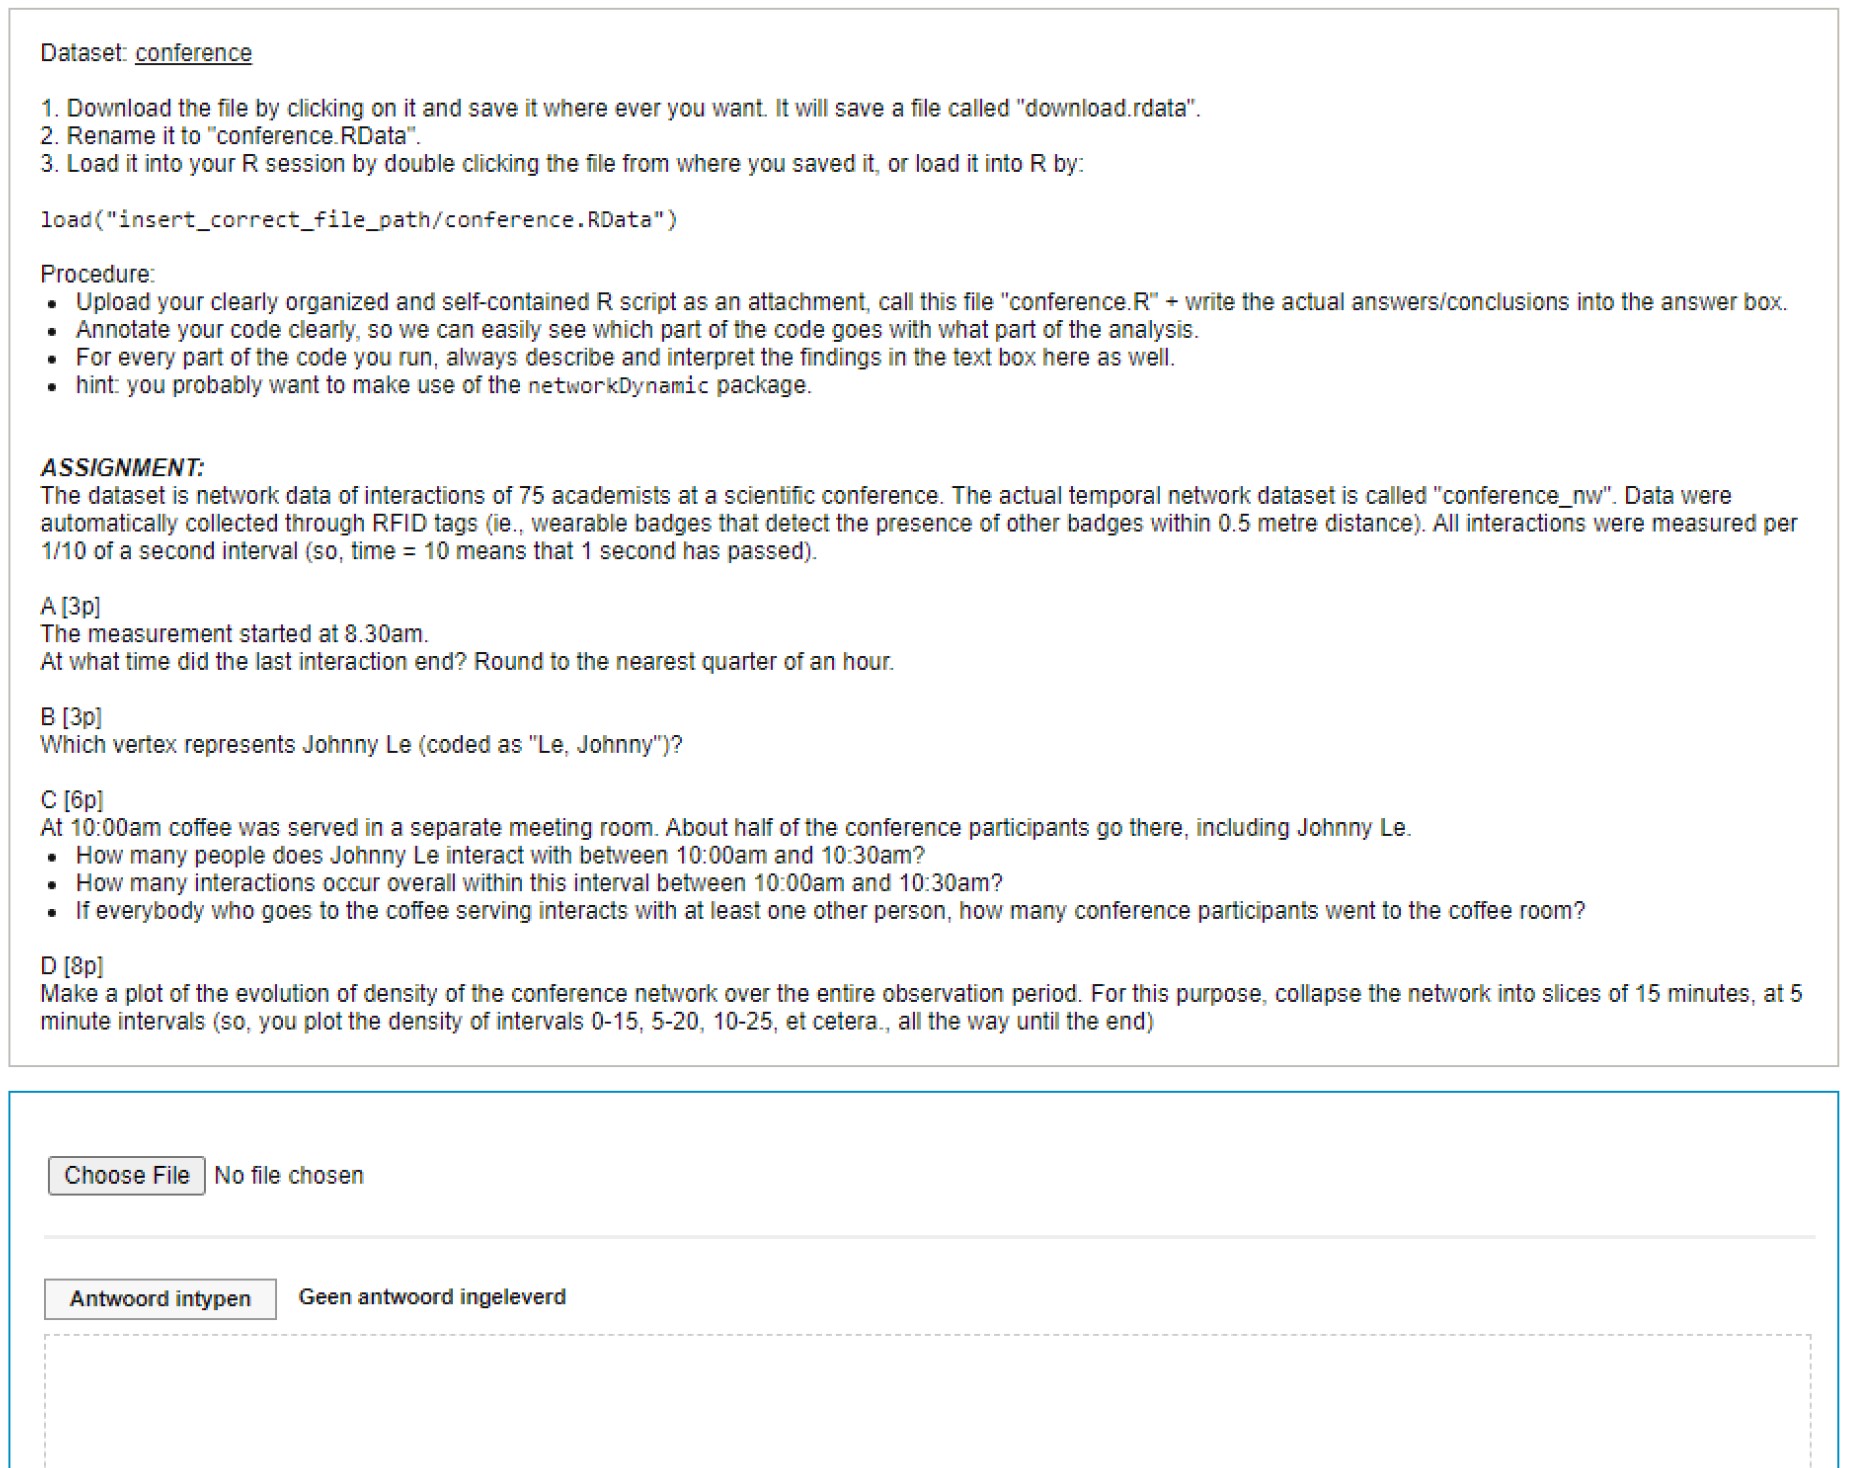 Dataset: conference
1. Download the file by clicking on it and save it where ever you want. It will save a file called "download.rdata".
2. Rename it to "conference.RData".
3. Load it into your R session by double clicking the file from where you saved it, or load it into R by:
load("insert_correct_file_path/conference.RData")
Procedure:
• Upload your clearly organized and self-contained R script as an attachment, call this file "conference.R" + write the actual answers/conclusions into the answer box.
• Annotate your code clearly, so we can easily see which part of the code goes with what part of the analysis.
• For every part of the code you run, always describe and interpret the findings in the text box here as well.
• hint: you probably want to make use of the networkDynamic package.
ASSIGNMENT:
The dataset is network data of interactions of 75 academists at a scientific conference. The actual temporal network dataset is called "conference_nw". Data were
automatically collected through RFID tags (ie., wearable badges that detect the presence of other badges within 0.5 metre distance). All interactions were measured per
1/10 of a second interval (so, time = 10 means that 1 second has passed).
A [3p]
The measurement started at 8.30am.
At what time did the last interaction end? Round to the nearest quarter of an hour.
B [3p]
Which vertex represents Johnny Le (coded as "Le, Johnny")?
C [6p]
At 10:00am coffee was served in a separate meeting room. About half of the conference participants go there, including Johnny Le.
• How many people does Johnny Le interact with between 10:00am and 10:30am?
• How many interactions occur overall within this interval between 10:00am and 10:30am?
• If everybody who goes to the coffee serving interacts with at least one other person, how many conference participants went to the coffee room?
D [8p]
Make a plot of the evolution of density of the conference network over the entire observation period. For this purpose, collapse the network into slices of 15 minutes, at 5
minute intervals (so, you plot the density of intervals 0-15, 5-20, 10-25, et cetera., all the way until the end)
Choose File No file chosen
Antwoord intypen Geen antwoord ingeleverd